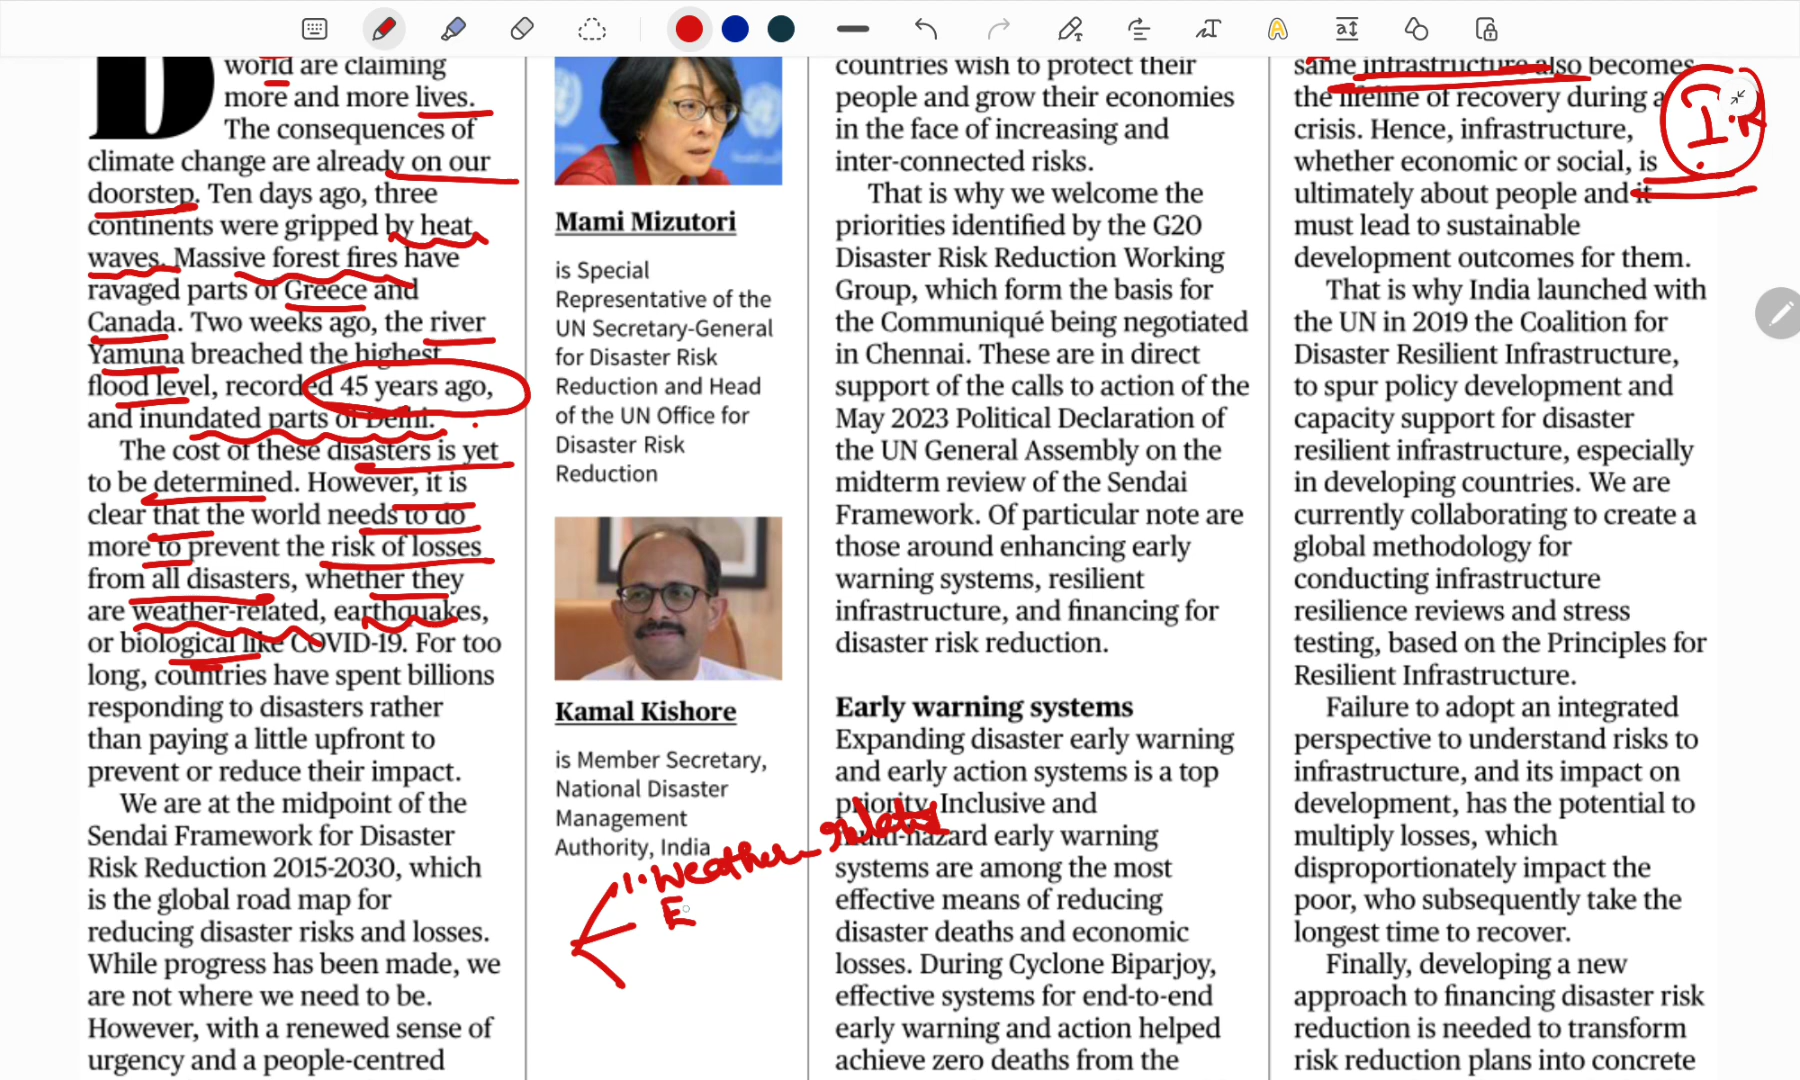 D
world are claiming
more and more lives.
The consequences of
climate change are already on our
doorstep. Ten days ago, three
continents were gripped by heat
waves. Massive forest fires have
ravaged parts of Greece and
Canada. Two weeks ago, the river
Yamuna breached the highest
flood level, recorded 45 years ago,
and inundated parts of Delhi.
The cost of these disasters is yet
to be determined. However, it is
clear that the world needs to do
more to prevent the risk of losses
from all disasters, whether they
are weather-related, earthquakes,
or biological like COVID-19. For too
long, countries have spent billions
responding to disasters rather
than paying a little upfront to
prevent or reduce their impact.
We are at the midpoint of the
Sendai Framework for Disaster
Risk Reduction 2015-2030, which
is the global road map for
reducing disaster risks and losses.
While progress has been made, we
are not where we need to be.
However, with a renewed sense of
urgency and a people-centred
Mami Mizutori
is Special
Representative of the
UN Secretary-General
for Disaster Risk
Reduction and Head
of the UN Office for
Disaster Risk
Reduction
Kamal Kishore
is Member Secretary,
National Disaster
Management
Authority, India
1. Weather-related
E
countries wish to protect their
people and grow their economies
in the face of increasing and
inter-connected risks.
That is why we welcome the
priorities identified by the G20
Disaster Risk Reduction Working
Group, which form the basis for
the Communiqué being negotiated
in Chennai. These are in direct
support of the calls to action of the
May 2023 Political Declaration of
the UN General Assembly on the
midterm review of the Sendai
Framework. Of particular note are
those around enhancing early
warning systems, resilient
infrastructure, and financing for
disaster risk reduction.
Early warning systems
Expanding disaster early warning
and early action systems is a top
priority. Inclusive and
multi-hazard early warning
systems are among the most
effective means of reducing
disaster deaths and economic
losses. During Cyclone Biparjoy,
effective systems for end-to-end
early warning and action helped
achieve zero deaths from the
same infrastructure also becomes
the lifeline of recovery during a
crisis. Hence, infrastructure,
whether economic or social, is
ultimately about people and it
must lead to sustainable
development outcomes for them.
That is why India launched with
the UN in 2019 the Coalition for
Disaster Resilient Infrastructure,
to spur policy development and
capacity support for disaster
resilient infrastructure, especially
in developing countries. We are
currently collaborating to create a
global methodology for
conducting infrastructure
resilience reviews and stress
testing, based on the Principles for
Resilient Infrastructure.
Failure to adopt an integrated
perspective to understand risks to
infrastructure, and its impact on
development, has the potential to
multiply losses, which
disproportionately impact the
poor, who subsequently take the
longest time to recover.
Finally, developing a new
approach to financing disaster risk
reduction is needed to transform
risk reduction plans into concrete
I.R